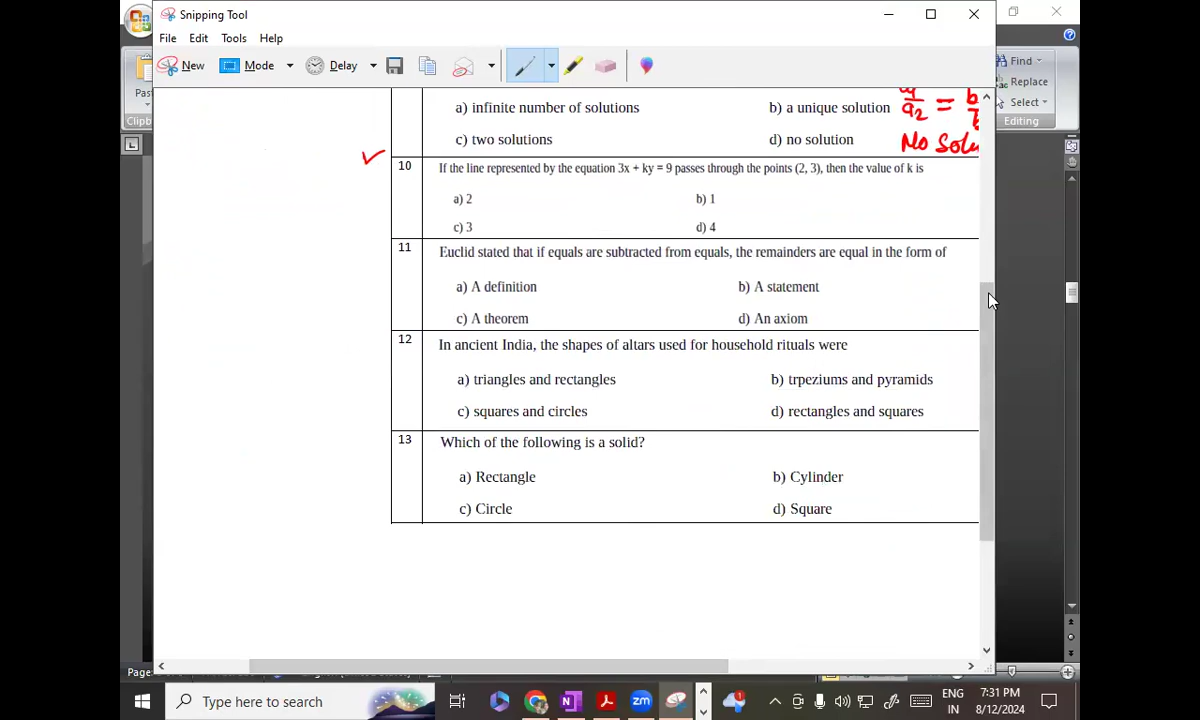 Snipping Tool
File Edit Tools Help
New Mode Delay
Find
Replace
Select
Editing
Past
Clipb
a) infinite number of solutions b) a unique solution
c) two solutions d) no solution
a2 =
No Solu
10 If the line represented by the equation 3x + ky = 9 passes through the points (2, 3), then the value of k is
a) 2 b) 1
c) 3 d) 4
11 Euclid stated that if equals are subtracted from equals, the remainders are equal in the form of
a) A definition b) A statement
c) A theorem d) An axiom
12 In ancient India, the shapes of altars used for household rituals were
a) triangles and rectangles b) trpeziums and pyramids
c) squares and circles d) rectangles and squares
13 Which of the following is a solid?
a) Rectangle b) Cylinder
c) Circle d) Square
Type here to search
ENG
IN
7:31 PM
8/12/2024